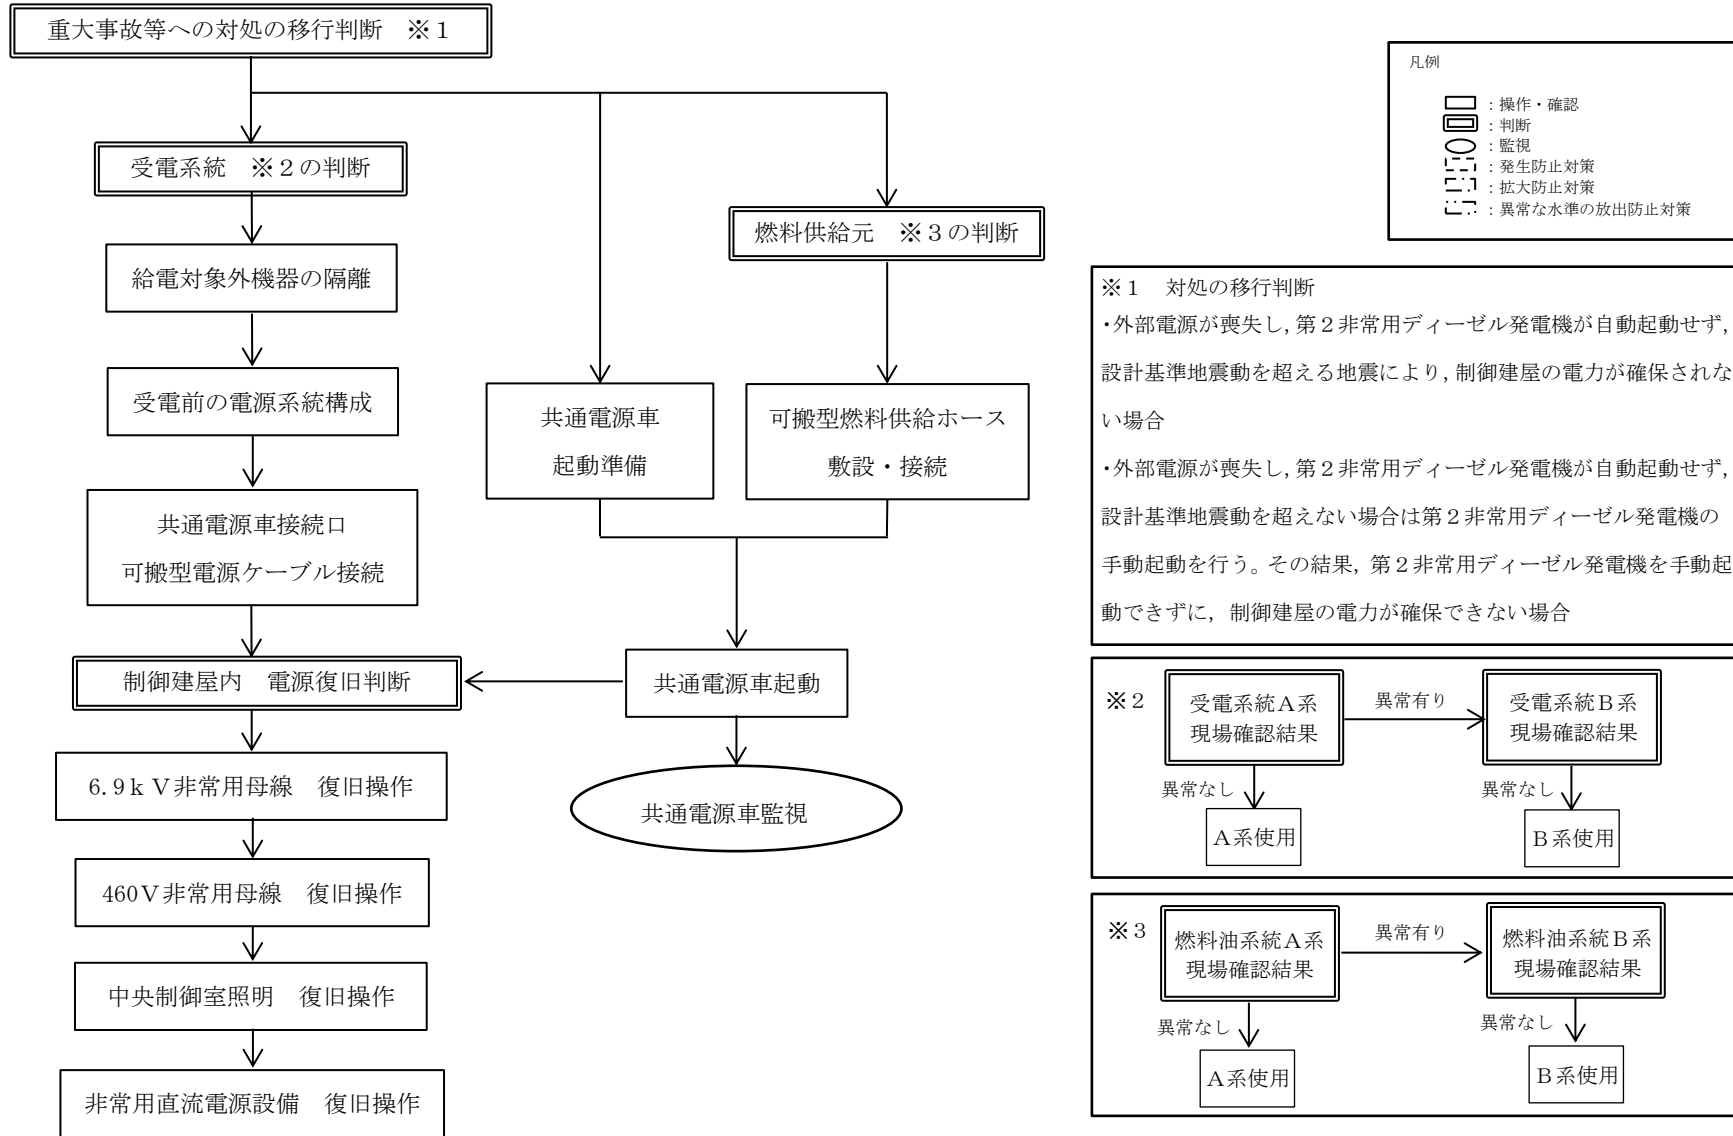 重大事故等への対処の移行判断　※１
受電系統　※２の判断
給電対象外機器の隔離
受電前の電源系統構成
共通電源車接続口
可搬型電源ケーブル接続
制御建屋内　電源復旧判断
6.9ｋＶ非常用母線　復旧操作
460Ｖ非常用母線　復旧操作
中央制御室照明　復旧操作
非常用直流電源設備　復旧操作
共通電源車
起動準備
燃料供給元　※３の判断
可搬型燃料供給ホース
敷設・接続
共通電源車起動
共通電源車監視
凡例
：操作・確認
：判断
：監視
：発生防止対策
：拡大防止対策
：異常な水準の放出防止対策
※１　対処の移行判断
・外部電源が喪失し，第２非常用ディーゼル発電機が自動起動せず，
設計基準地震動を超える地震により，制御建屋の電力が確保されな
い場合
・外部電源が喪失し，第２非常用ディーゼル発電機が自動起動せず，
設計基準地震動を超えない場合は第２非常用ディーゼル発電機の
手動起動を行う。その結果，第２非常用ディーゼル発電機を手動起
動できずに，制御建屋の電力が確保できない場合
※２
受電系統Ａ系
現場確認結果
異常有り
受電系統Ｂ系
現場確認結果
異常なし
異常なし
Ａ系使用
Ｂ系使用
※３
燃料油系統Ａ系
現場確認結果
異常有り
燃料油系統Ｂ系
現場確認結果
異常なし
異常なし
Ａ系使用
Ｂ系使用